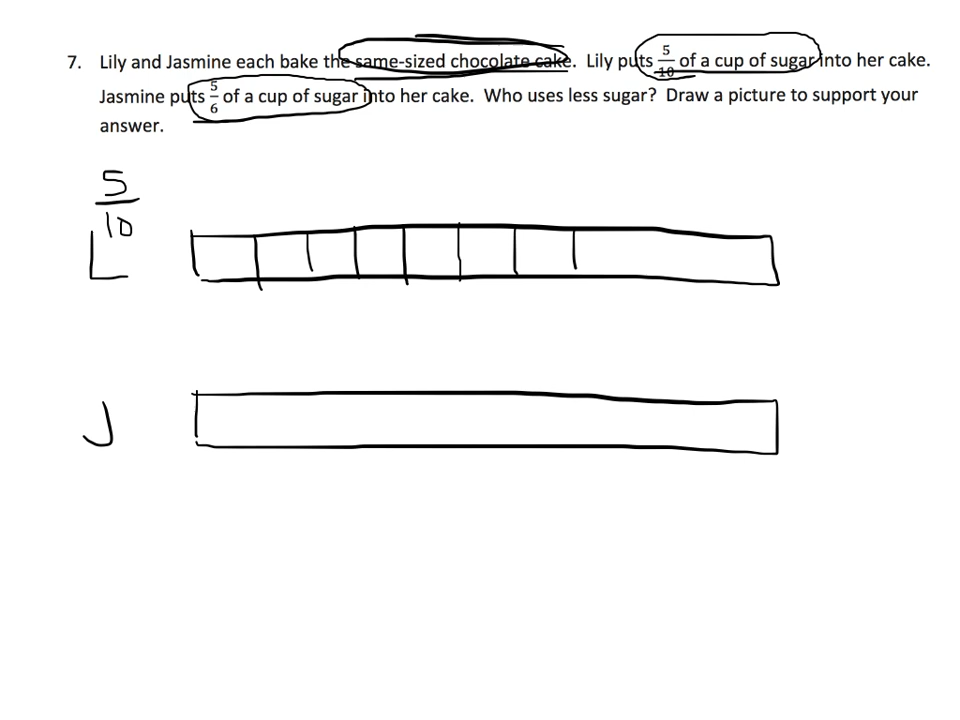 7. Lily and Jasmine each bake the same-sized chocolate cake. Lily puts 5/10 of a cup of sugar into her cake.
Jasmine puts 5/6 of a cup of sugar into her cake. Who uses less sugar? Draw a picture to support your
answer.
5/10
L
J